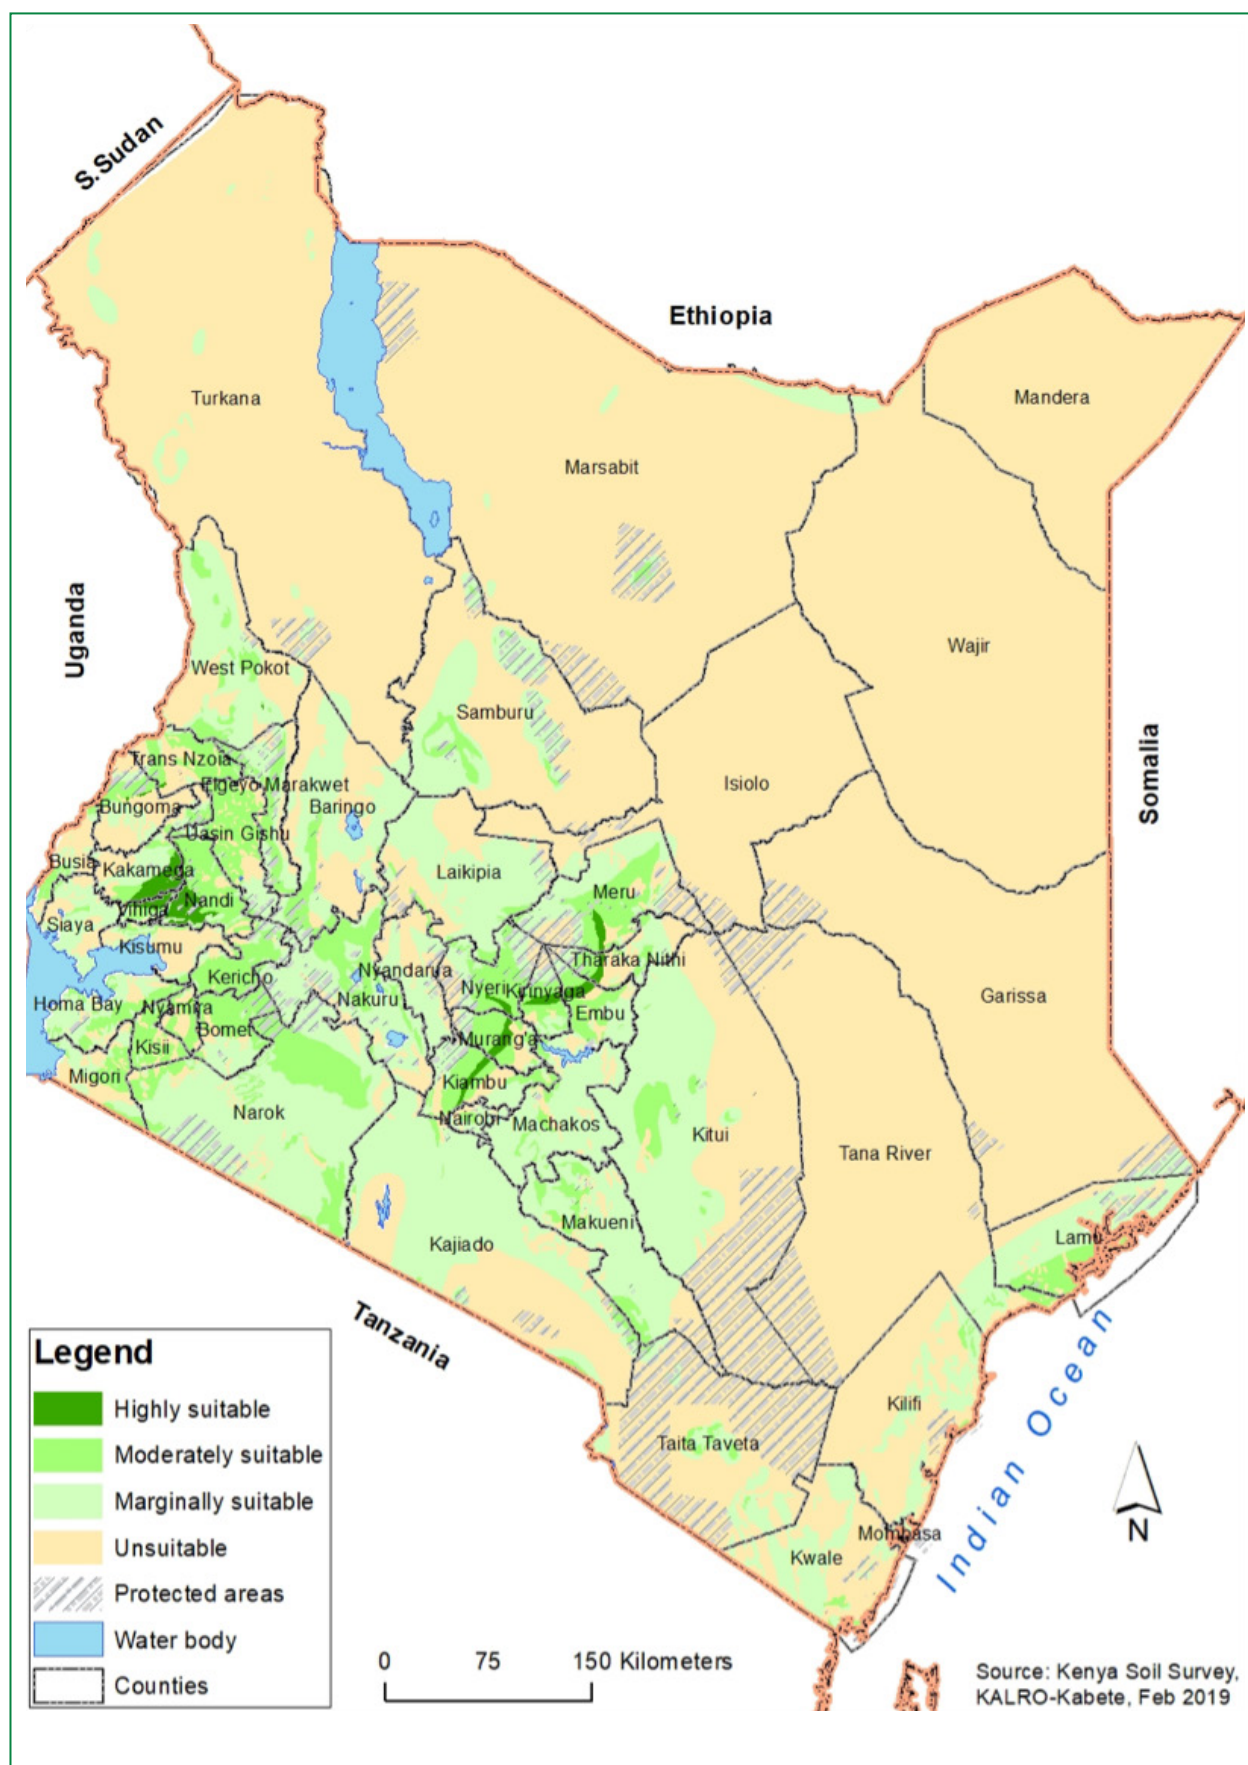 S.Sudan
Ethiopia
Turkana
Mandera
Marsabit
Uganda
Wajir
West Pokot
Samburu
Somalia
Trans Nzoia
Elgeyo Marakwet
Isiolo
Bungoma
Baringo
Uasin Gishu
Busia
Kakamega
Laikipia
Meru
Vihiga
Nandi
Siaya
Kisumu
Tharaka Nithi
Kericho
Nyandarua
Nyeri
Kirinyaga
Garissa
Homa Bay
Nyamira
Nakuru
Embu
Bomet
Kisii
Murang'a
Migori
Kiambu
Narok
Nairobi
Machakos
Kitui
Tana River
Makueni
Lamu
Kajiado
Tanzania
Indian Ocean
Kilifi
Taita Taveta
Mombasa
Kwale
N
Legend
Highly suitable
Moderately suitable
Marginally suitable
Unsuitable
Protected areas
Water body
Counties
0 75 150 Kilometers
Source: Kenya Soil Survey,
KALRO-Kabete, Feb 2019